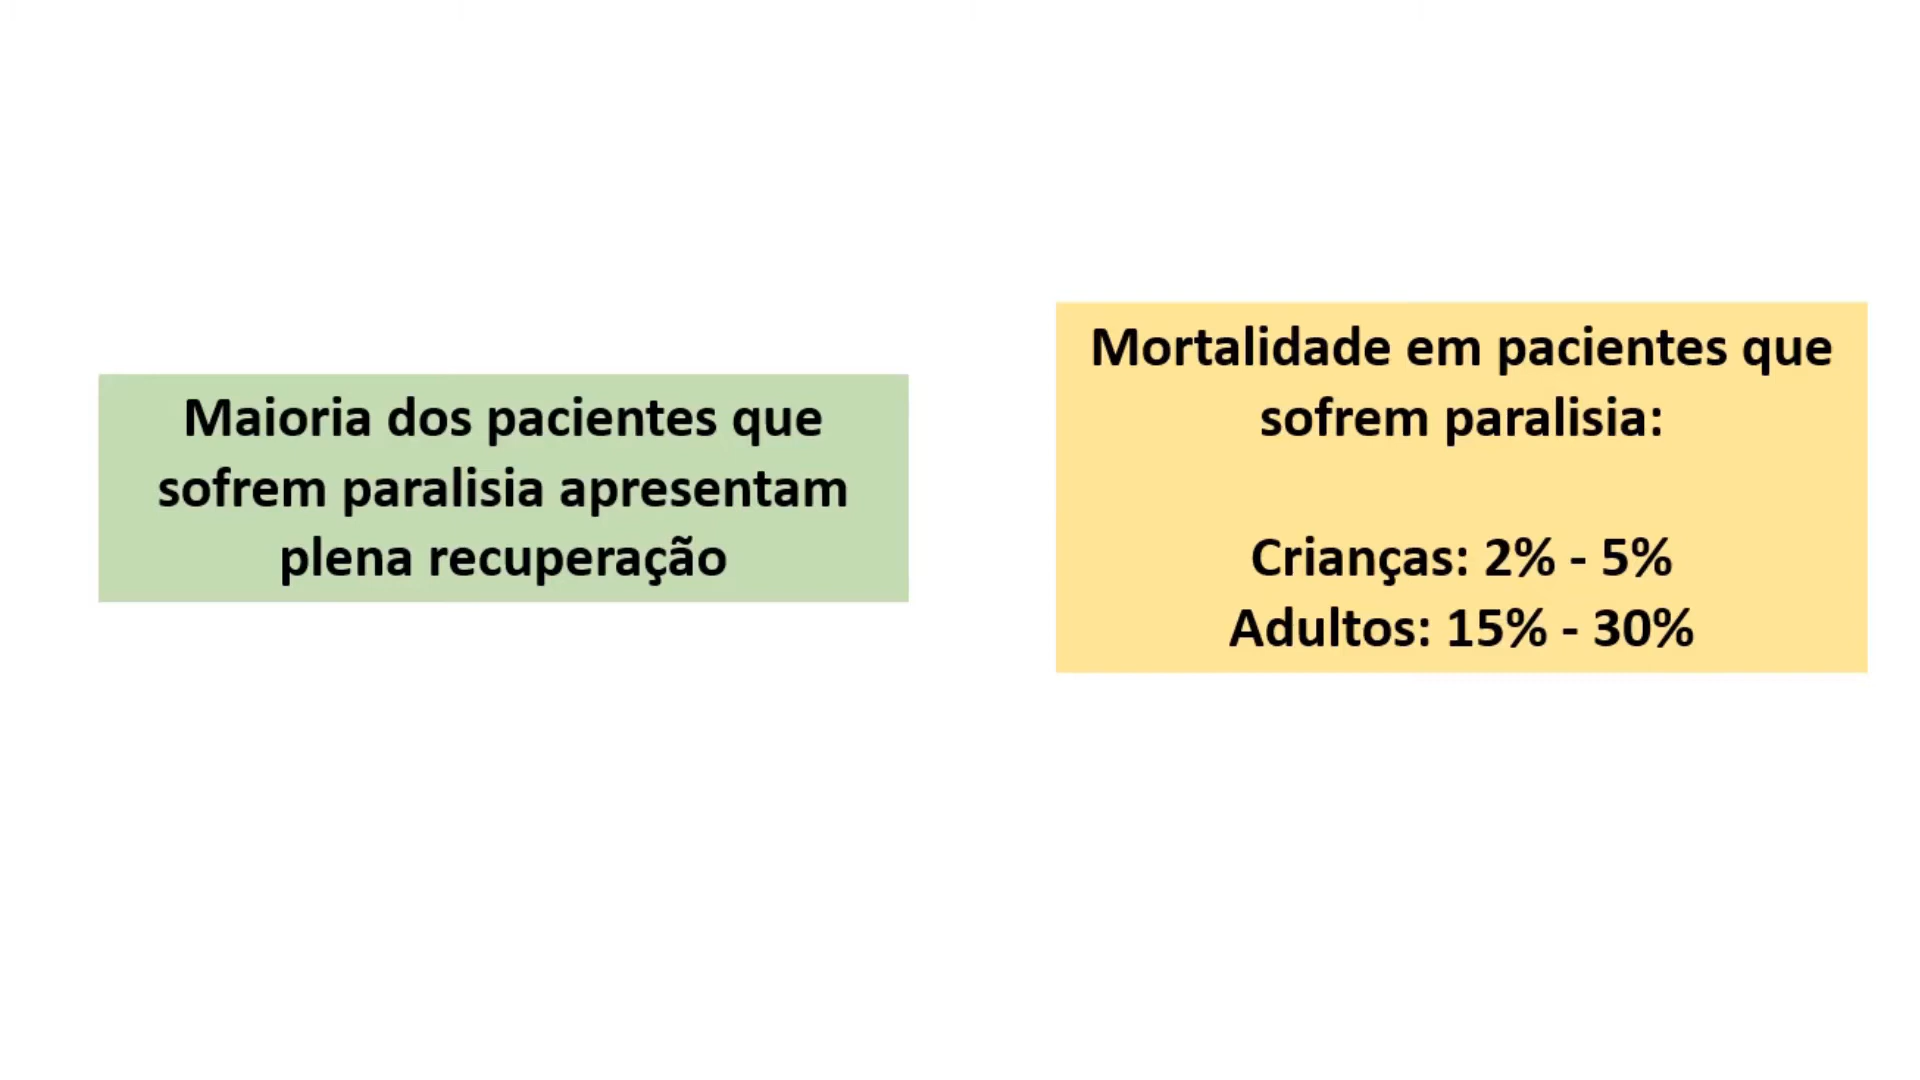 Maioria dos pacientes que
sofrem paralisia apresentam
plena recuperação
Mortalidade em pacientes que
sofrem paralisia:
Crianças: 2% - 5%
Adultos: 15% - 30%